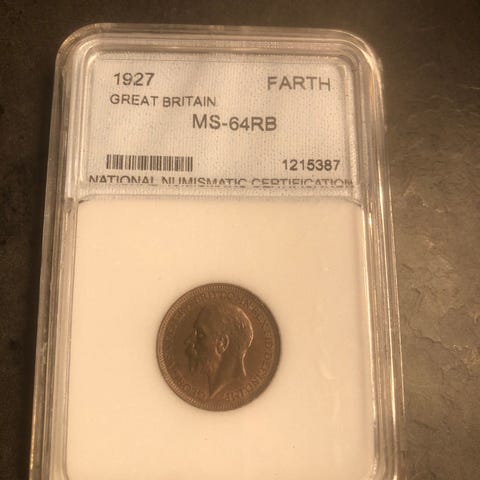 1927 FARTH
GREAT BRITAIN
MS-64RB
1215387
NATIONAL NUMISMATIC CERTIFICATION